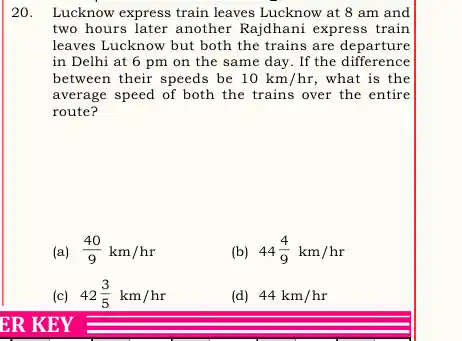 20. Lucknow express train leaves Lucknow at 8 am and
two hours later another Rajdhani express train
leaves Lucknow but both the trains are departure
in Delhi at 6 pm on the same day. If the difference
between their speeds be 10 km/hr, what is the
average speed of both the trains over the entire
route?
(a) 40/9 km/hr (b) 44 4/9 km/hr
(c) 42 3/5 km/hr (d) 44 km/hr
ER KEY